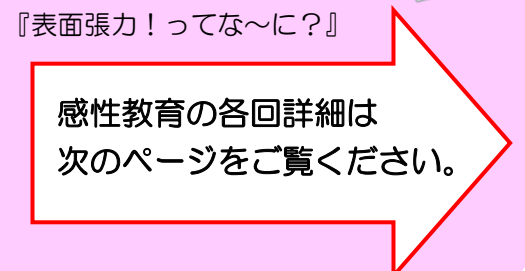 『表面張力！ってな～に？』
感性教育の各回詳細は
次のページをご覧ください。